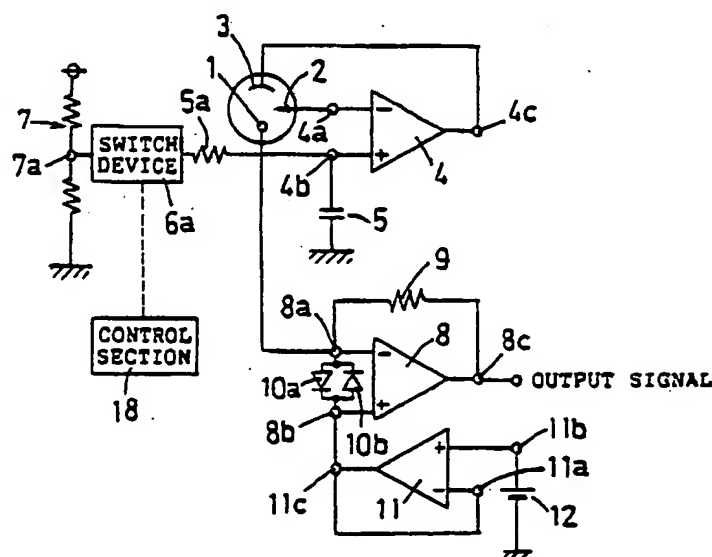 3
1
2
7
5a
4a
4c
7a
SWITCH
DEVICE
4b
4
6a
5
9
8a
8
8c
CONTROL
SECTION
18
10a
OUTPUT SIGNAL
8b
10b
11b
11a
11c
11
12